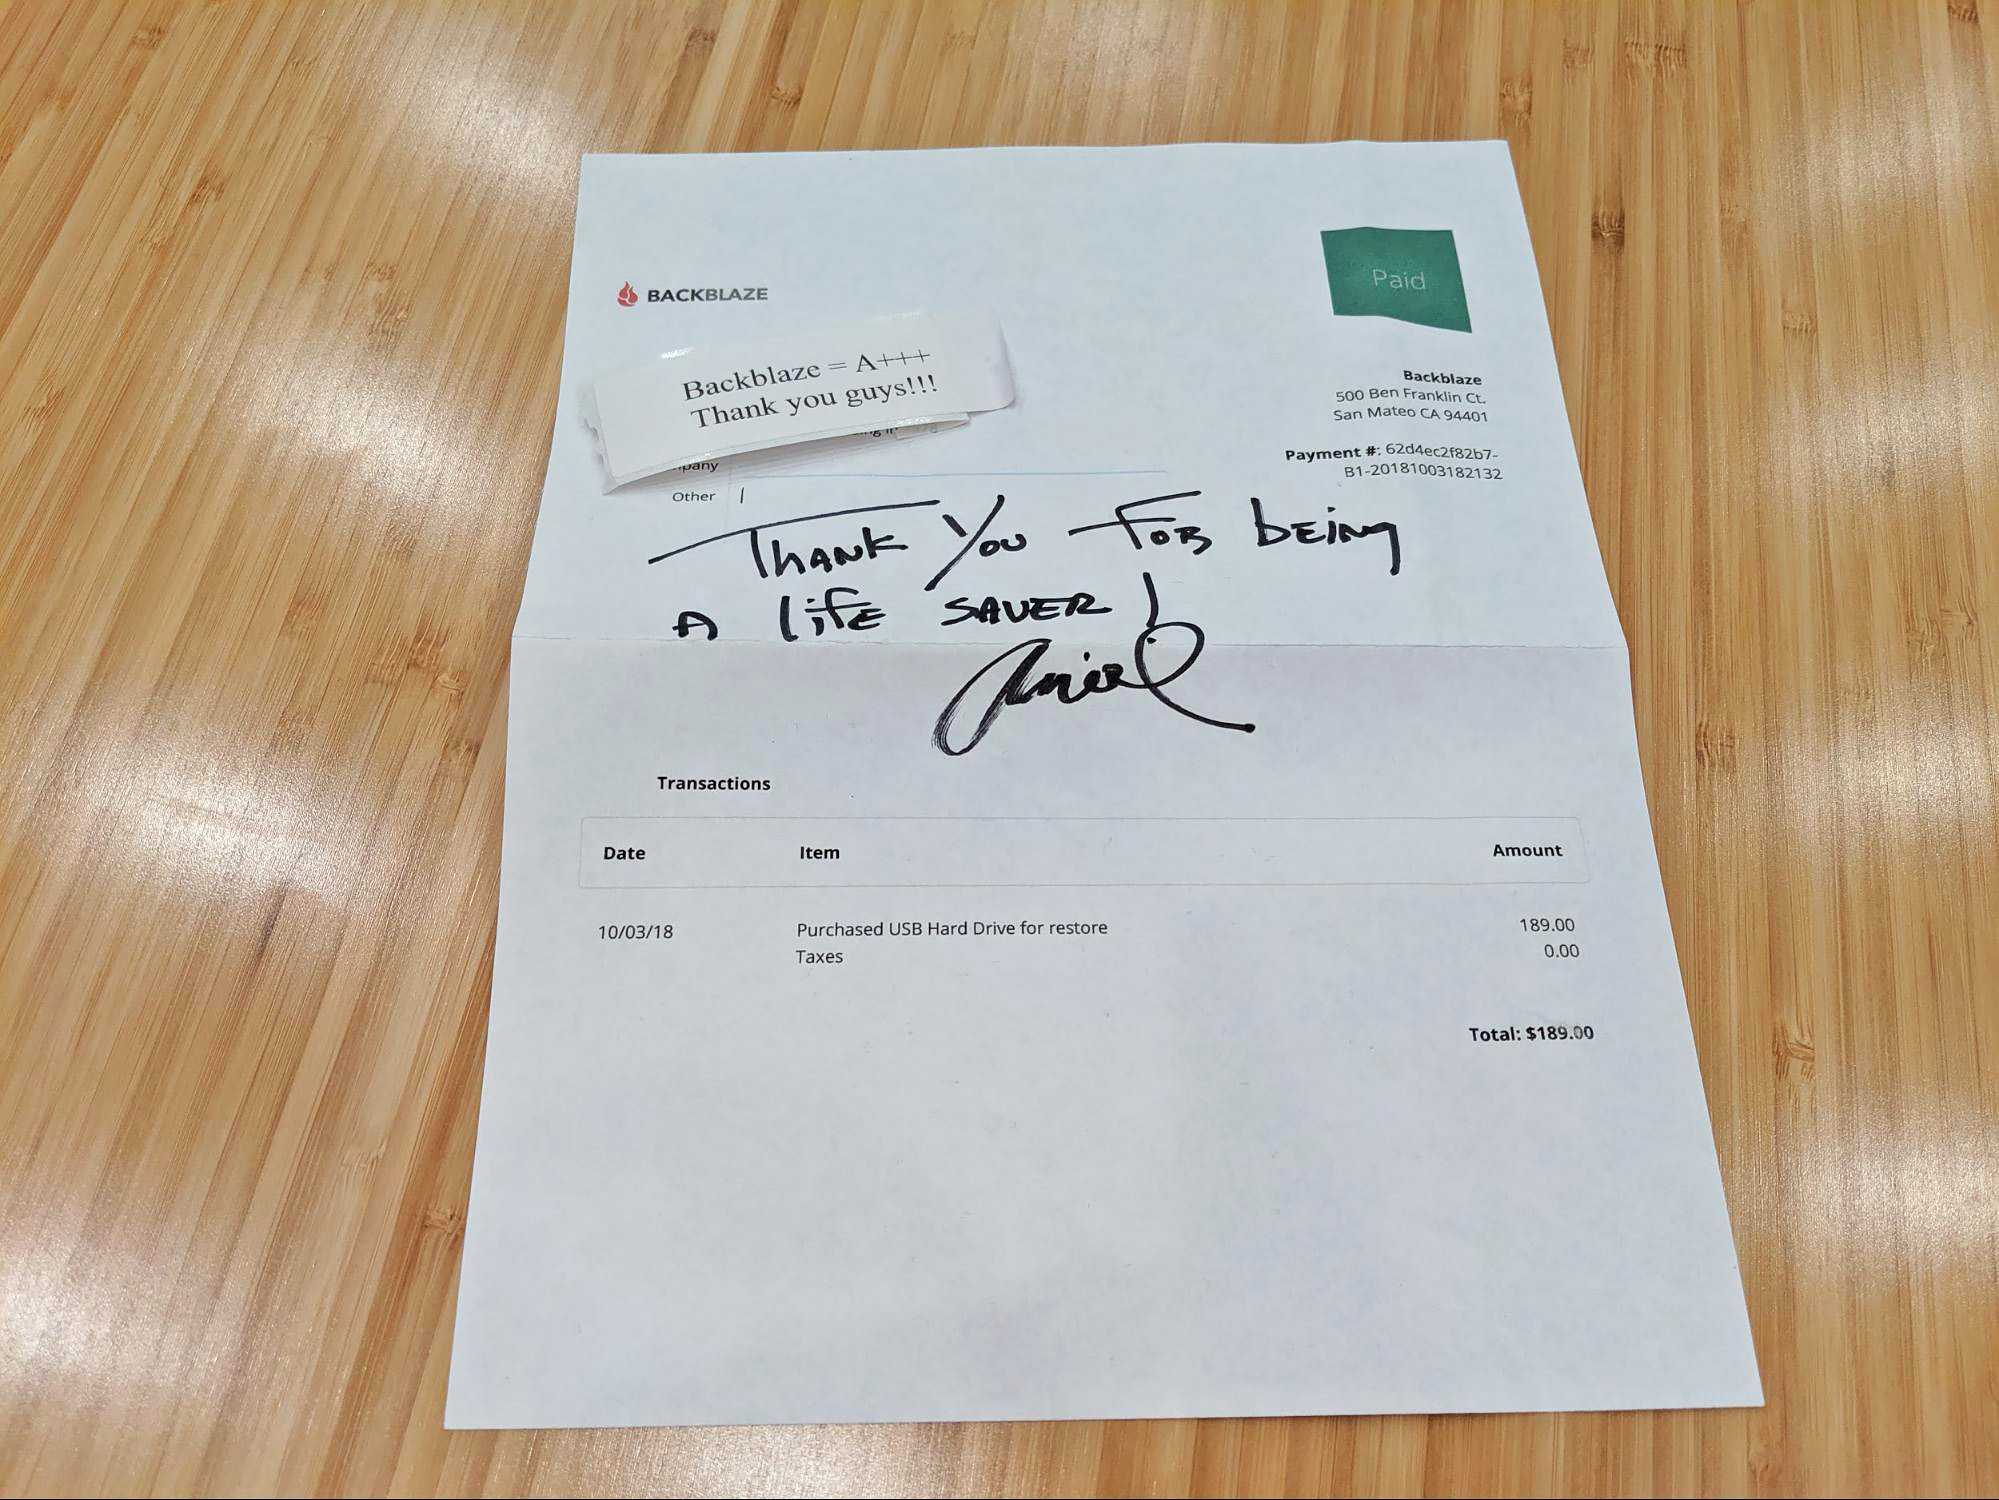 BACKBLAZE
Paid
Backblaze = A+++
Thank you guys!!!
Backblaze
500 Ben Franklin Ct.
San Mateo CA 94401
Payment #: 62d4ec2f82b7-
B1-20181003182132
Other
THANK YOU FOR BEING
A LIFE SAVER!
Transactions
Date Item Amount
10/03/18 Purchased USB Hard Drive for restore 189.00
Taxes 0.00
Total: $189.00